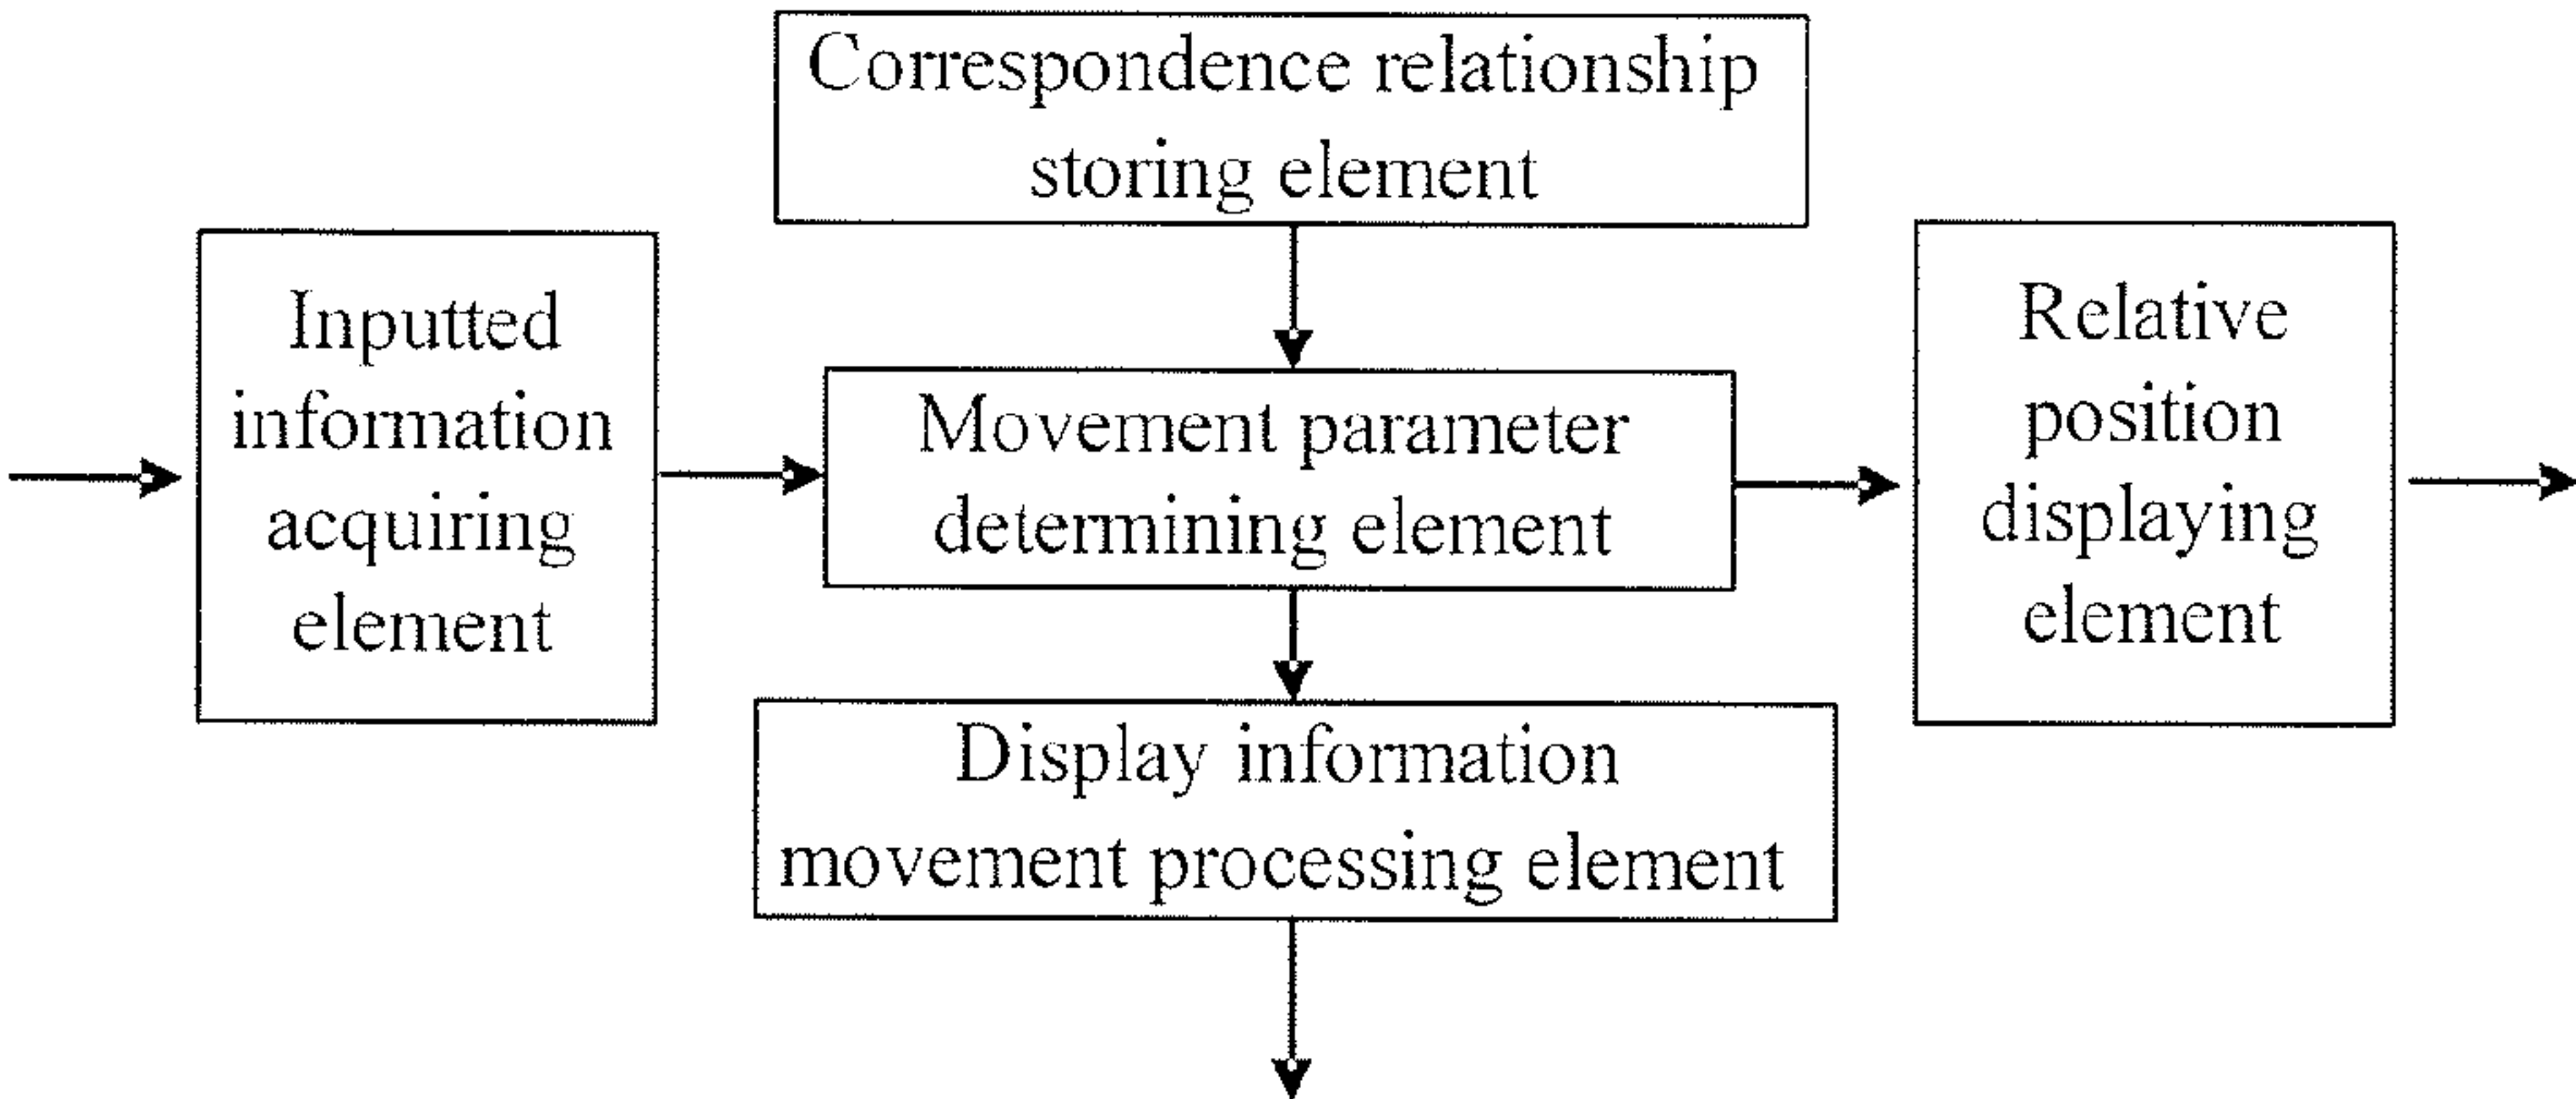 Correspondence relationship
storing element
Inputted
information
acquiring
element
Movement parameter
determining element
Relative
position
displaying
element
Display information
movement processing element